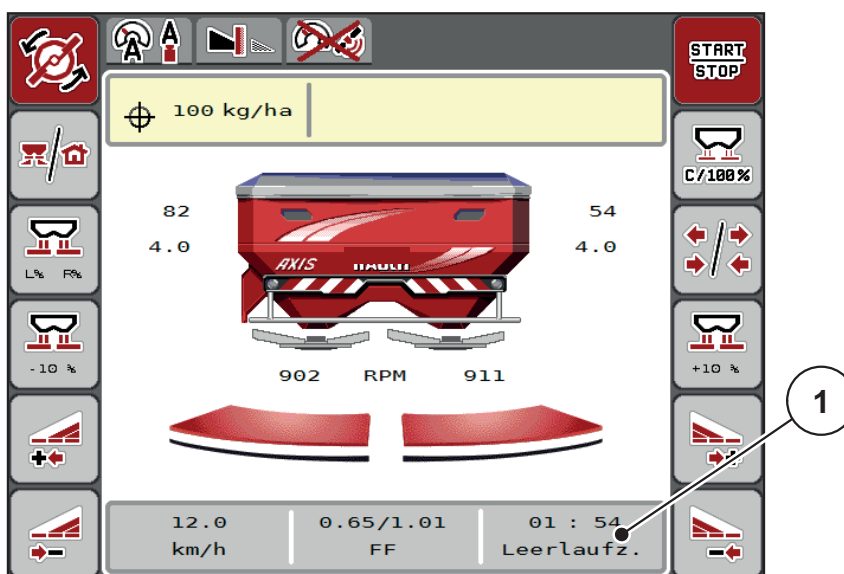 A A
START
STOP
100 kg/ha
C/100%
82 54
4.0 4.0
L% R%
AXIS RAUCH
-10 %
902 RPM 911
+10 %
1
12.0 0.65/1.01 01 : 54
km/h FF Leerlaufz.